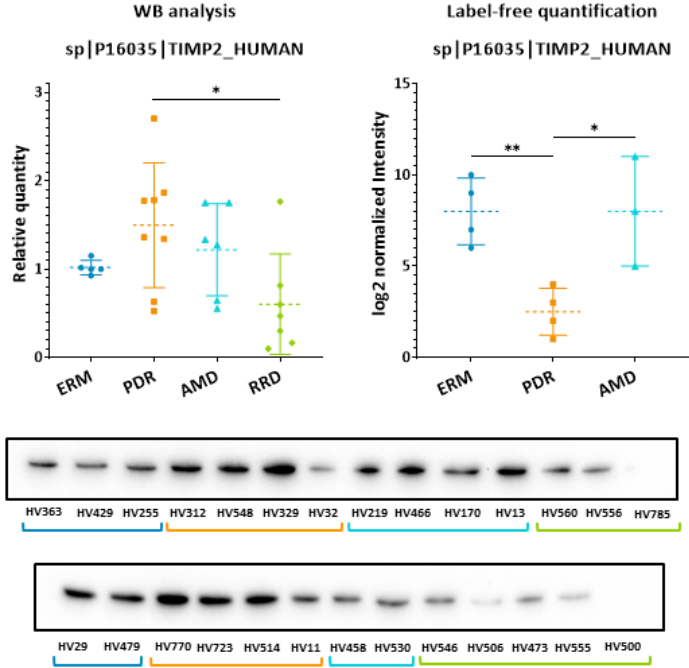 WB analysis
sp|P16035|TIMP2_HUMAN
Relative quantity
3
2
1
0
*
ERM PDR AMD RRD
Label-free quantification
sp|P16035|TIMP2_HUMAN
log2 normalized Intensity
15
10
5
0
** *
ERM PDR AMD
HV363 HV429 HV255 HV312 HV548 HV329 HV32 HV219 HV466 HV170 HV13 HV560 HV556 HV785
HV29 HV479 HV770 HV723 HV514 HV11 HV458 HV530 HV546 HV506 HV473 HV555 HV500